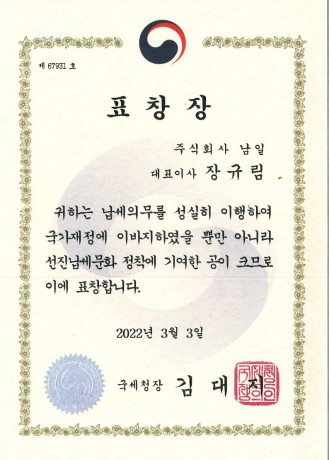 제 67931 호
표창장
주식회사 남일
대표이사 장규림
귀하는 납세의무를 성실히 이행하여
국가재정에 이바지하였을 뿐만 아니라
선진납세문화 정착에 기여한 공이 크므로
이에 표창합니다.
2022년 3월 3일
국세청장 김대지